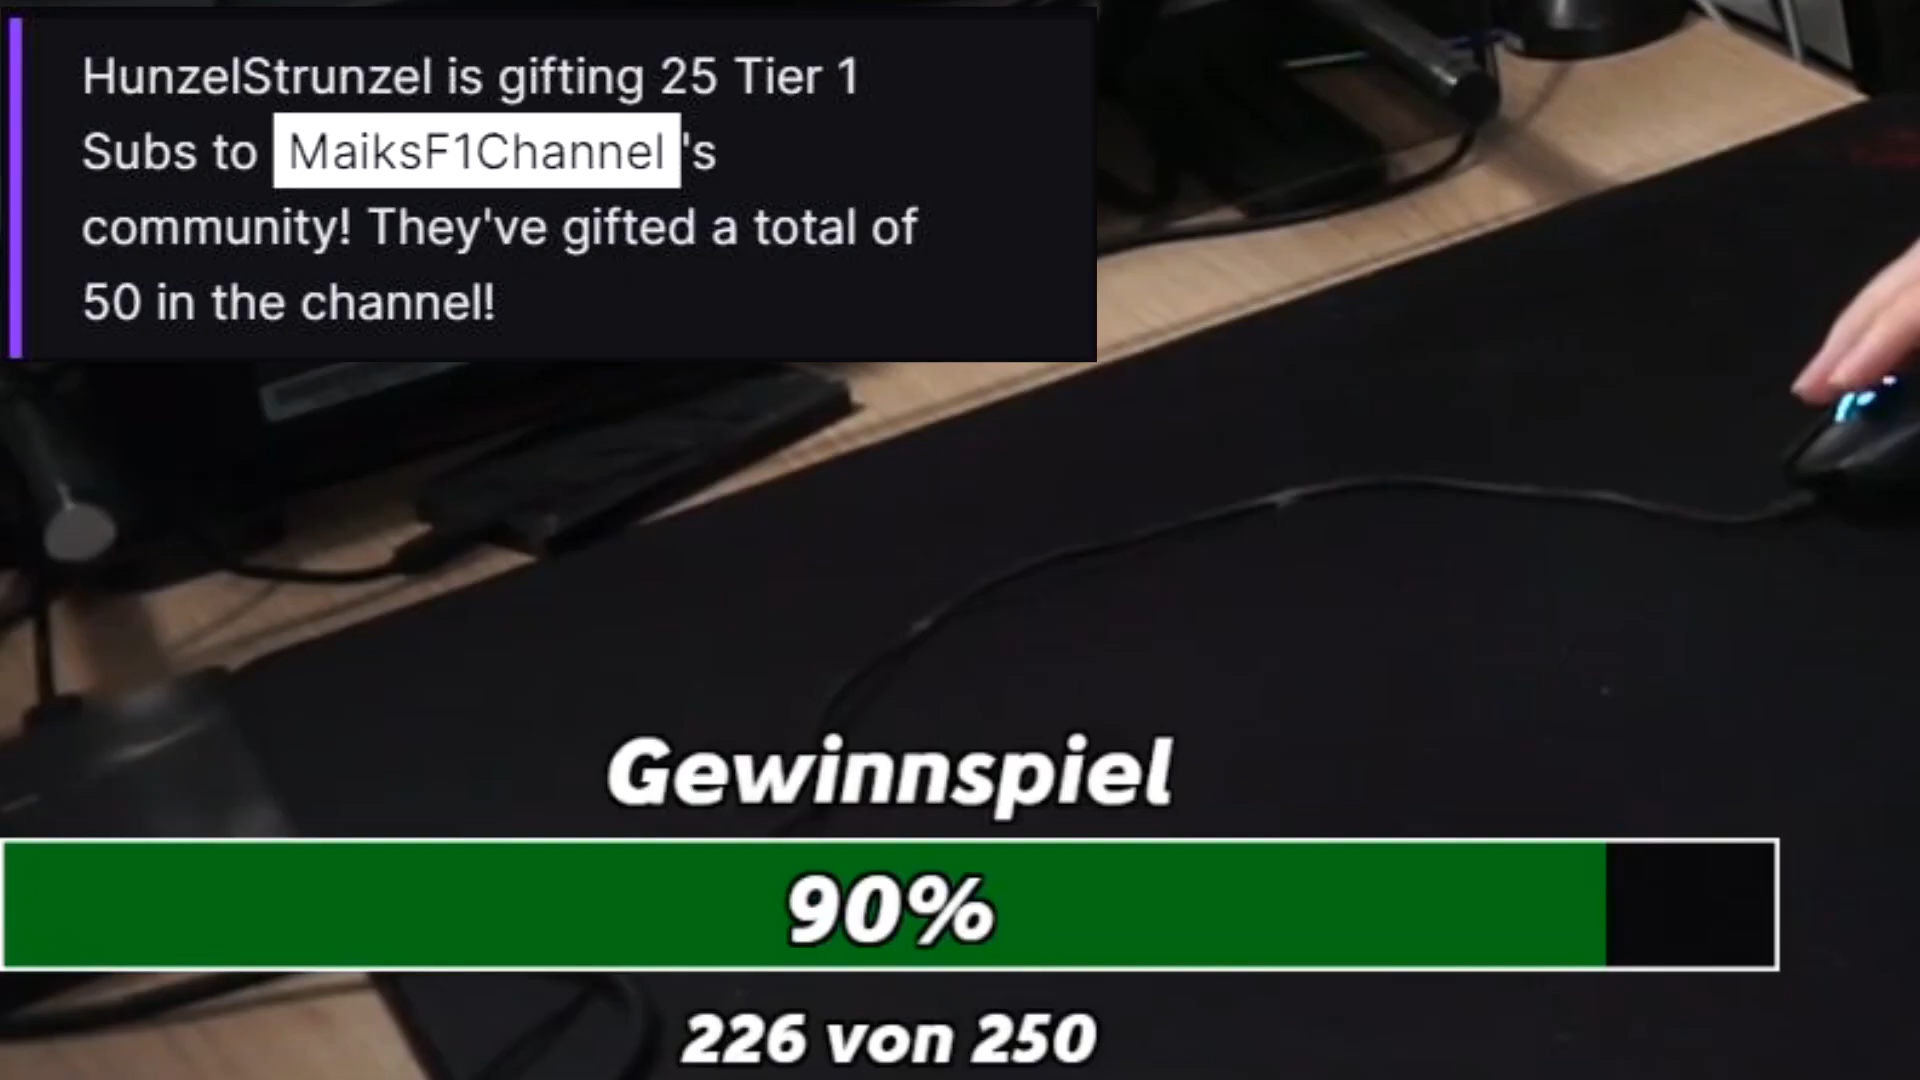 HunzelStrunzel is gifting 25 Tier 1
Subs to MaiksF1Channel's
community! They've gifted a total of
50 in the channel!
Gewinnspiel
90%
226 von 250